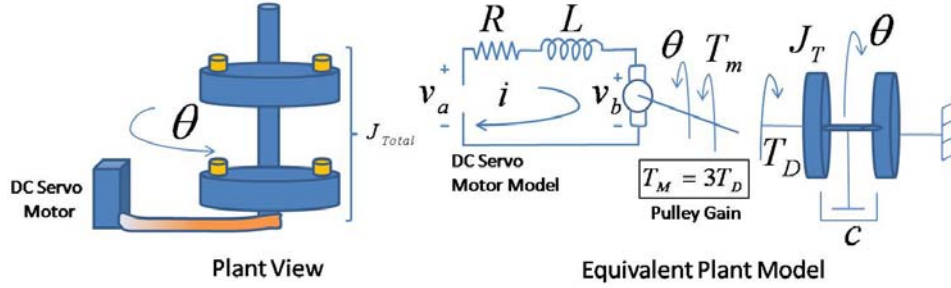 θ
J_Total
DC Servo
Motor
Plant View
R L
+ v_a −
i
+ v_b −
θ T_m
DC Servo
Motor Model
T_M = 3T_D
Pulley Gain
T_D
J_T θ
c
Equivalent Plant Model